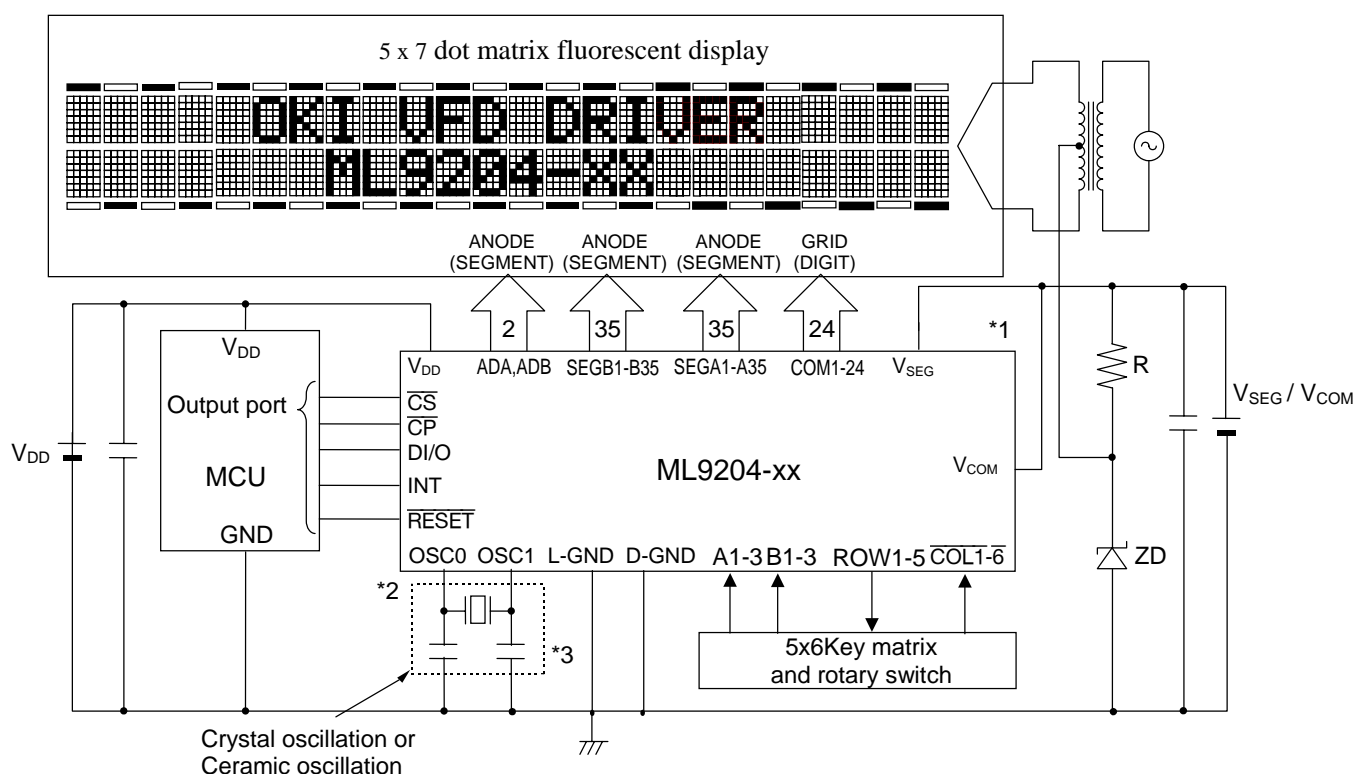 5 x 7 dot matrix fluorescent display
OKI VFD DRIVER
ML9204-XX
ANODE
(SEGMENT)
ANODE
(SEGMENT)
ANODE
(SEGMENT)
GRID
(DIGIT)
2
35
35
24
*1
VDD
VDD
ADA,ADB
SEGB1-B35
SEGA1-A35
COM1-24
VSEG
R
Output port
CS
CP
DI/O
INT
RESET
VDD
MCU
GND
ML9204-xx
VCOM
VSEG / VCOM
OSC0
OSC1
L-GND
D-GND
A1-3
B1-3
ROW1-5
COL1-6
ZD
*2
*3
5x6Key matrix
and rotary switch
Crystal oscillation or
Ceramic oscillation